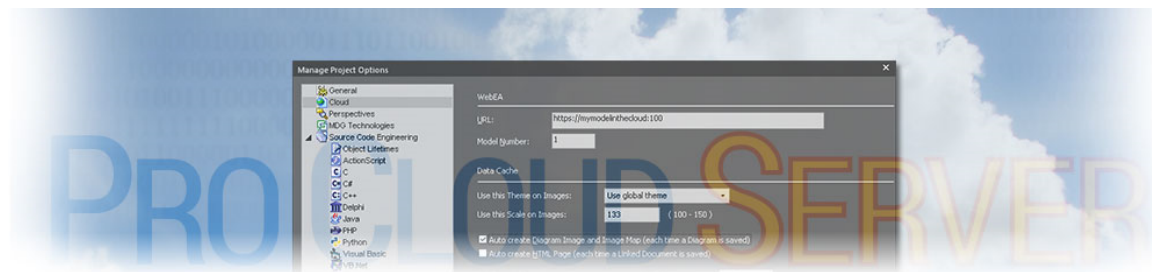 Manage Project Options
General
Cloud
Perspectives
MDG Technologies
Source Code Engineering
Object Lifetimes
ActionScript
C
C#
C++
Delphi
Java
PHP
Python
Visual Basic
VB.Net
WebEA
URL: https://mymodelinthecloud:100
Model Number: 1
Data Cache
Use this Theme on Images: Use global theme
Use this Scale on Images: 133 ( 100 - 150 )
Auto create Diagram Image and Image Map (each time a Diagram is saved)
Auto create HTML Page (each time a Linked Document is saved)
PRO CLOUD SERVER